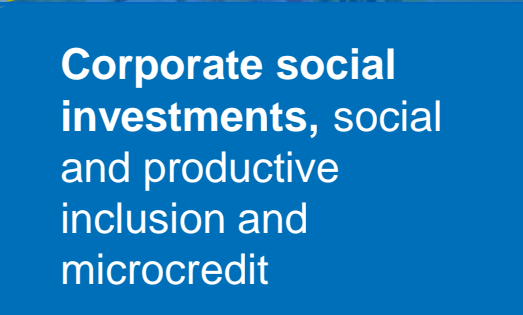 Corporate social
investments, social
and productive
inclusion and
microcredit